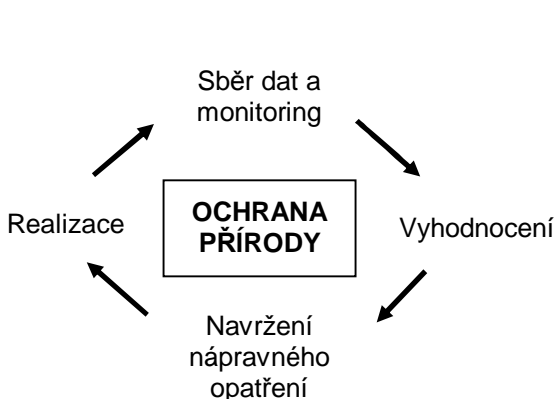 Sběr dat a
monitoring
Realizace
OCHRANA
PŘÍRODY
Vyhodnocení
Navržení
nápravného
opatření